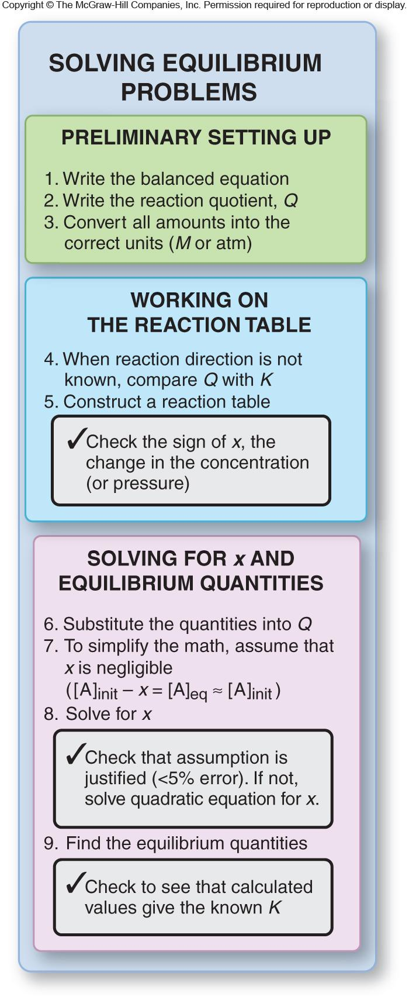 Copyright © The McGraw-Hill Companies, Inc. Permission required for reproduction or display.
SOLVING EQUILIBRIUM
PROBLEMS
PRELIMINARY SETTING UP
1. Write the balanced equation
2. Write the reaction quotient, Q
3. Convert all amounts into the
correct units (M or atm)
WORKING ON
THE REACTION TABLE
4. When reaction direction is not
known, compare Q with K
5. Construct a reaction table
✓Check the sign of x, the
change in the concentration
(or pressure)
SOLVING FOR x AND
EQUILIBRIUM QUANTITIES
6. Substitute the quantities into Q
7. To simplify the math, assume that
x is negligible
([A]init – x = [A]eq ≈ [A]init)
8. Solve for x
✓Check that assumption is
justified (<5% error). If not,
solve quadratic equation for x.
9. Find the equilibrium quantities
✓Check to see that calculated
values give the known K